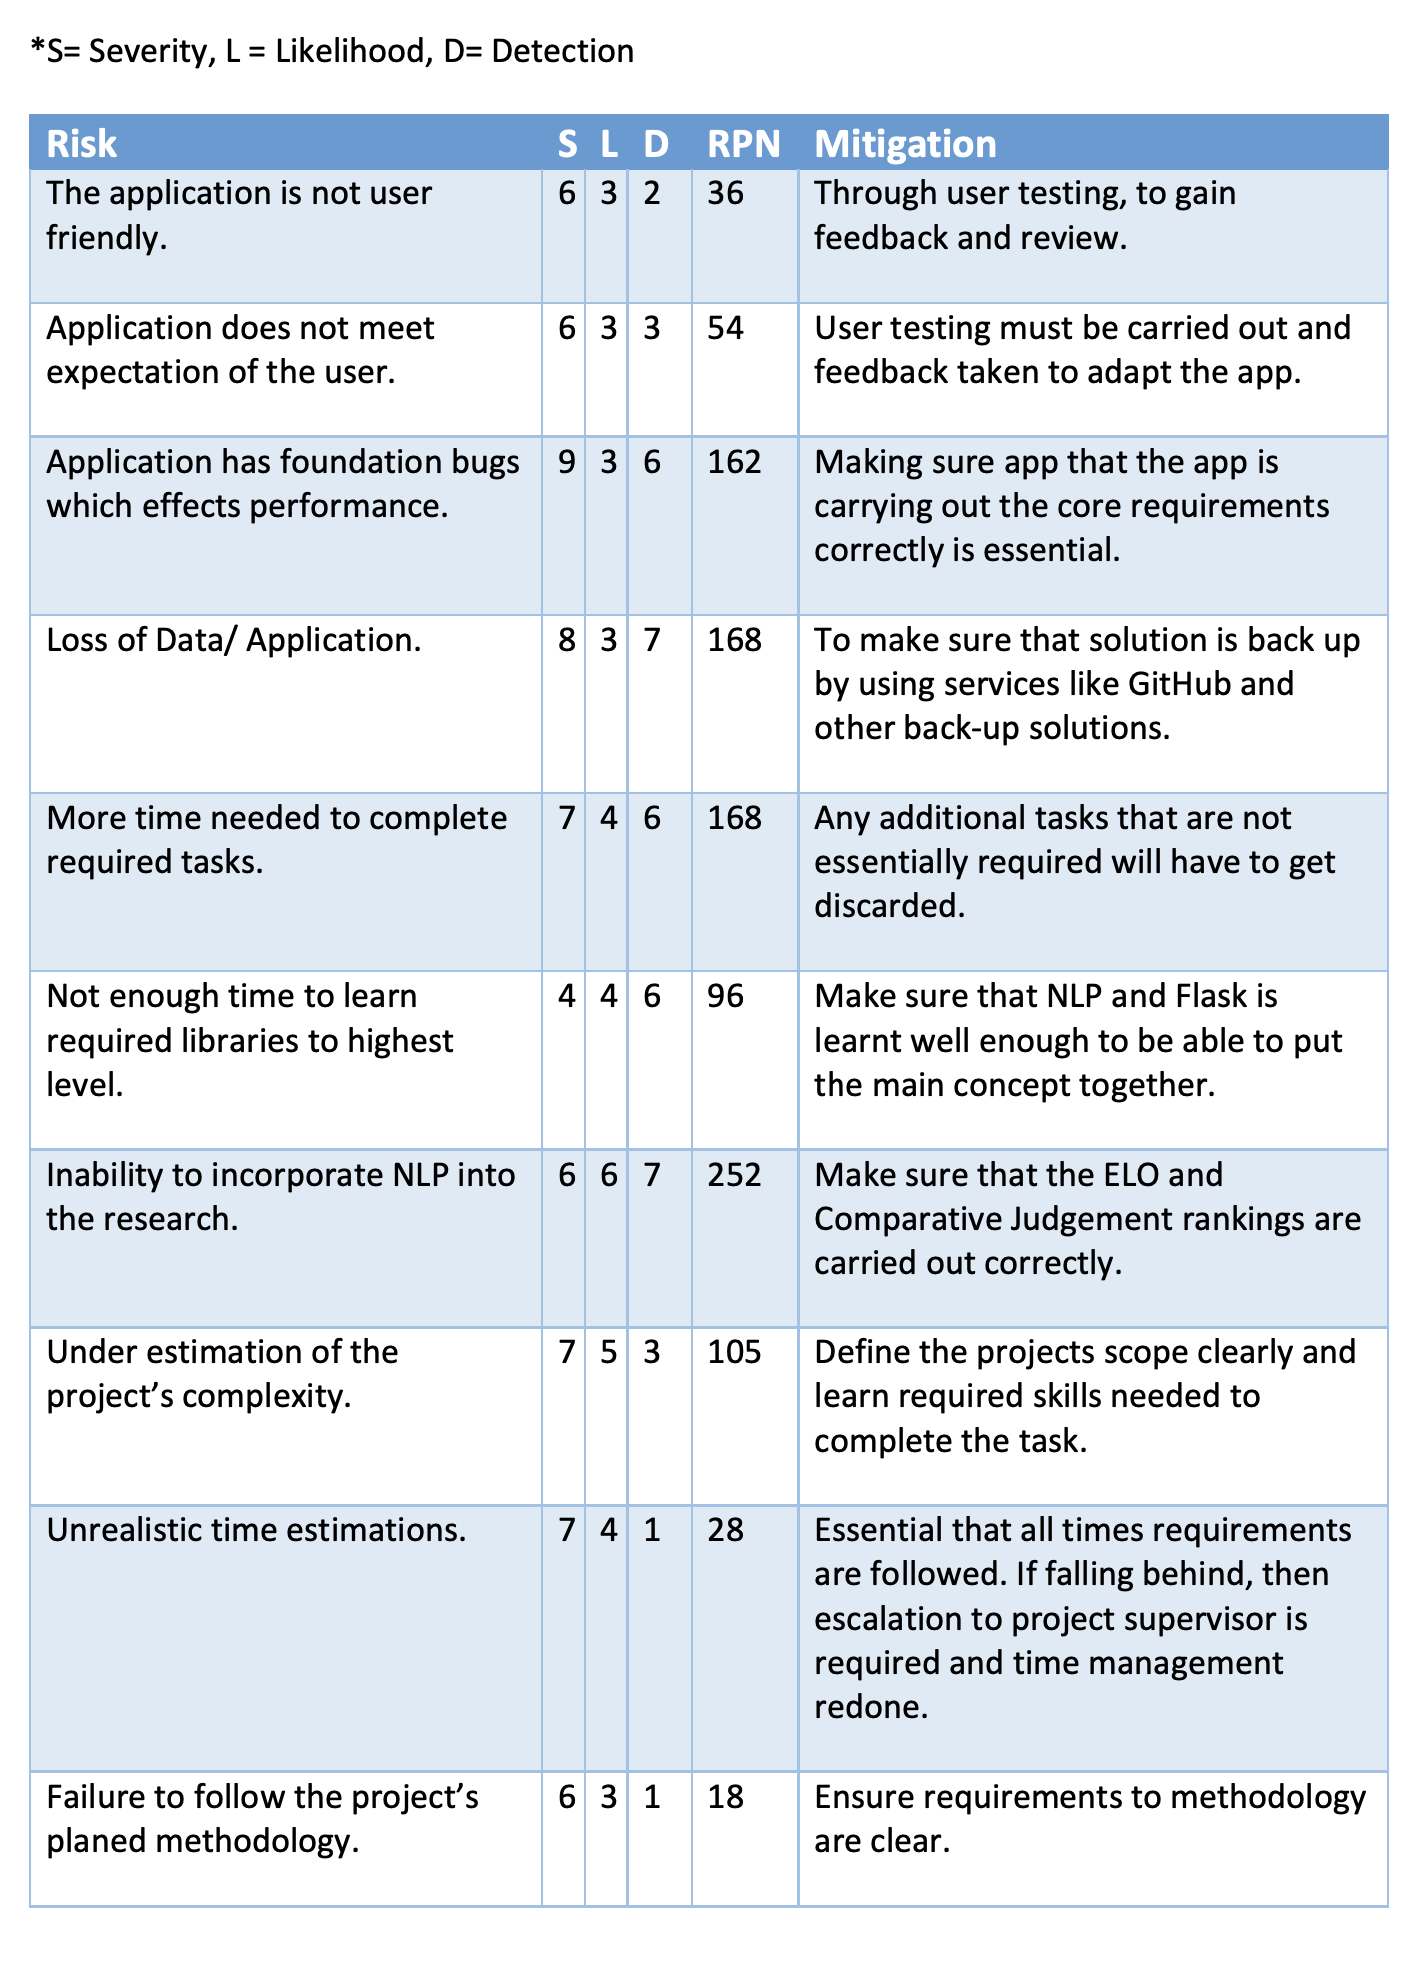 *S= Severity, L = Likelihood, D= Detection
Risk S L D RPN Mitigation
The application is not user 6 3 2 36 Through user testing, to gain
friendly. feedback and review.
Application does not meet 6 3 3 54 User testing must be carried out and
expectation of the user. feedback taken to adapt the app.
Application has foundation bugs 9 3 6 162 Making sure app that the app is
which effects performance. carrying out the core requirements
correctly is essential.
Loss of Data/ Application. 8 3 7 168 To make sure that solution is back up
by using services like GitHub and
other back-up solutions.
More time needed to complete 7 4 6 168 Any additional tasks that are not
required tasks. essentially required will have to get
discarded.
Not enough time to learn 4 4 6 96 Make sure that NLP and Flask is
required libraries to highest learnt well enough to be able to put
level. the main concept together.
Inability to incorporate NLP into 6 6 7 252 Make sure that the ELO and
the research. Comparative Judgement rankings are
carried out correctly.
Under estimation of the 7 5 3 105 Define the projects scope clearly and
project’s complexity. learn required skills needed to
complete the task.
Unrealistic time estimations. 7 4 1 28 Essential that all times requirements
are followed. If falling behind, then
escalation to project supervisor is
required and time management
redone.
Failure to follow the project’s 6 3 1 18 Ensure requirements to methodology
planed methodology. are clear.